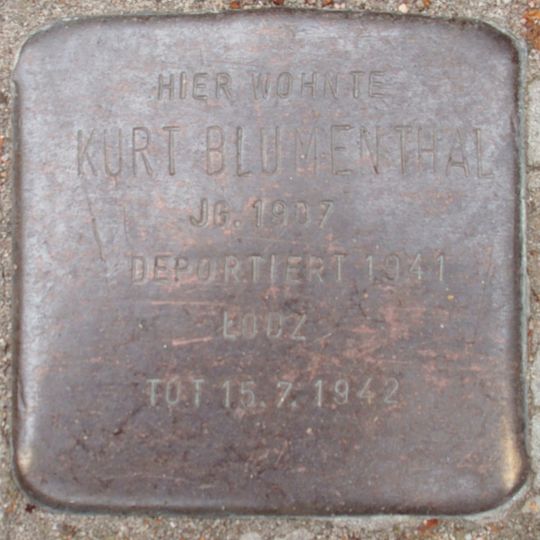 HIER WOHNTE
KURT BLUMENTHAL
JG. 1907
DEPORTIERT 1941
LODZ
TOT 15.7.1942